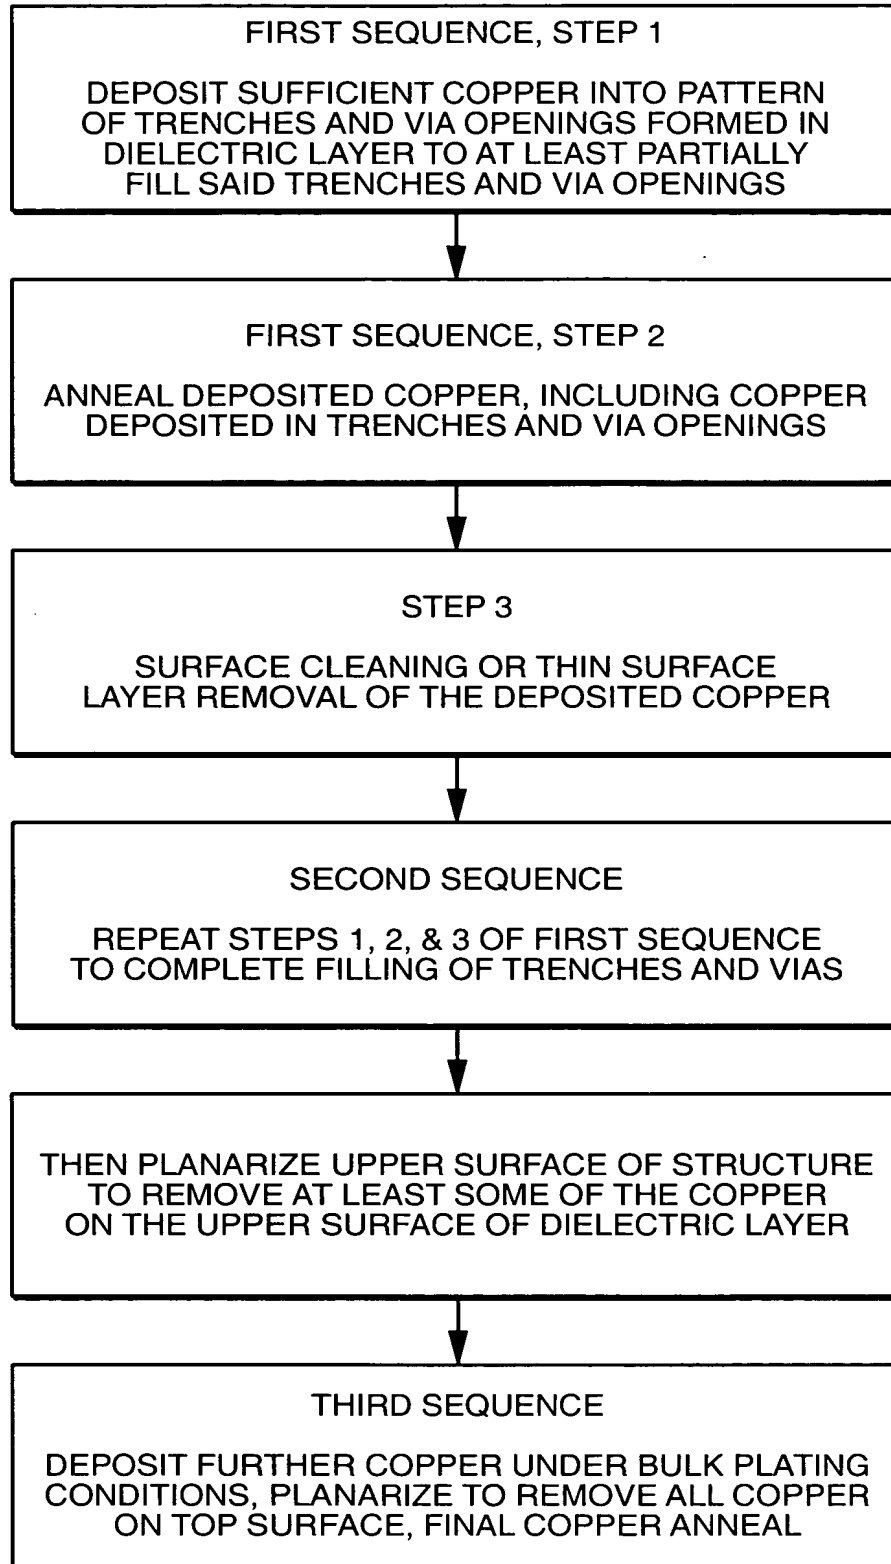 FIRST SEQUENCE, STEP 1
DEPOSIT SUFFICIENT COPPER INTO PATTERN
OF TRENCHES AND VIA OPENINGS FORMED IN
DIELECTRIC LAYER TO AT LEAST PARTIALLY
FILL SAID TRENCHES AND VIA OPENINGS
FIRST SEQUENCE, STEP 2
ANNEAL DEPOSITED COPPER, INCLUDING COPPER
DEPOSITED IN TRENCHES AND VIA OPENINGS
STEP 3
SURFACE CLEANING OR THIN SURFACE
LAYER REMOVAL OF THE DEPOSITED COPPER
SECOND SEQUENCE
REPEAT STEPS 1, 2, & 3 OF FIRST SEQUENCE
TO COMPLETE FILLING OF TRENCHES AND VIAS
THEN PLANARIZE UPPER SURFACE OF STRUCTURE
TO REMOVE AT LEAST SOME OF THE COPPER
ON THE UPPER SURFACE OF DIELECTRIC LAYER
THIRD SEQUENCE
DEPOSIT FURTHER COPPER UNDER BULK PLATING
CONDITIONS, PLANARIZE TO REMOVE ALL COPPER
ON TOP SURFACE, FINAL COPPER ANNEAL